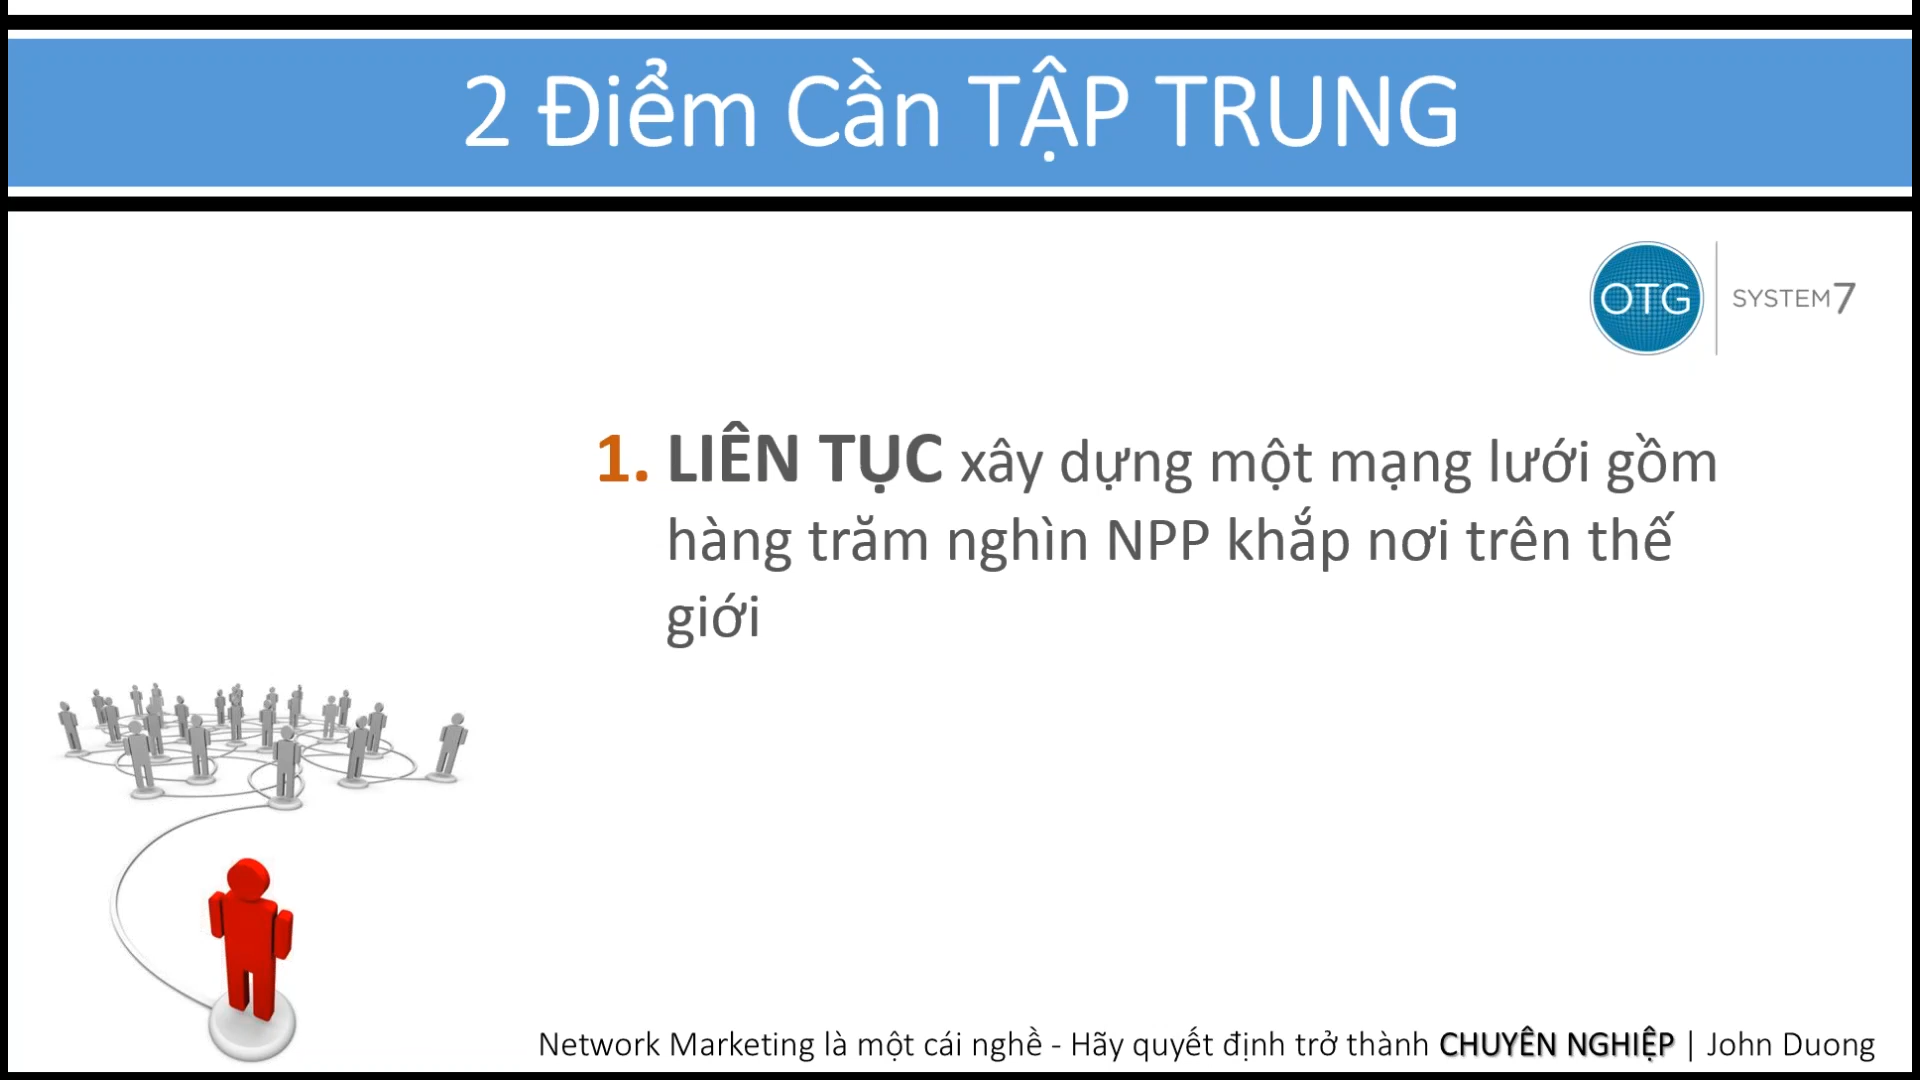 2 Điểm Cần TẬP TRUNG
OTG
SYSTEM7
1. LIÊN TỤC xây dựng một mạng lưới gồm
hàng trăm nghìn NPP khắp nơi trên thế
giới
Network Marketing là một cái nghề - Hãy quyết định trở thành CHUYÊN NGHIỆP | John Duong